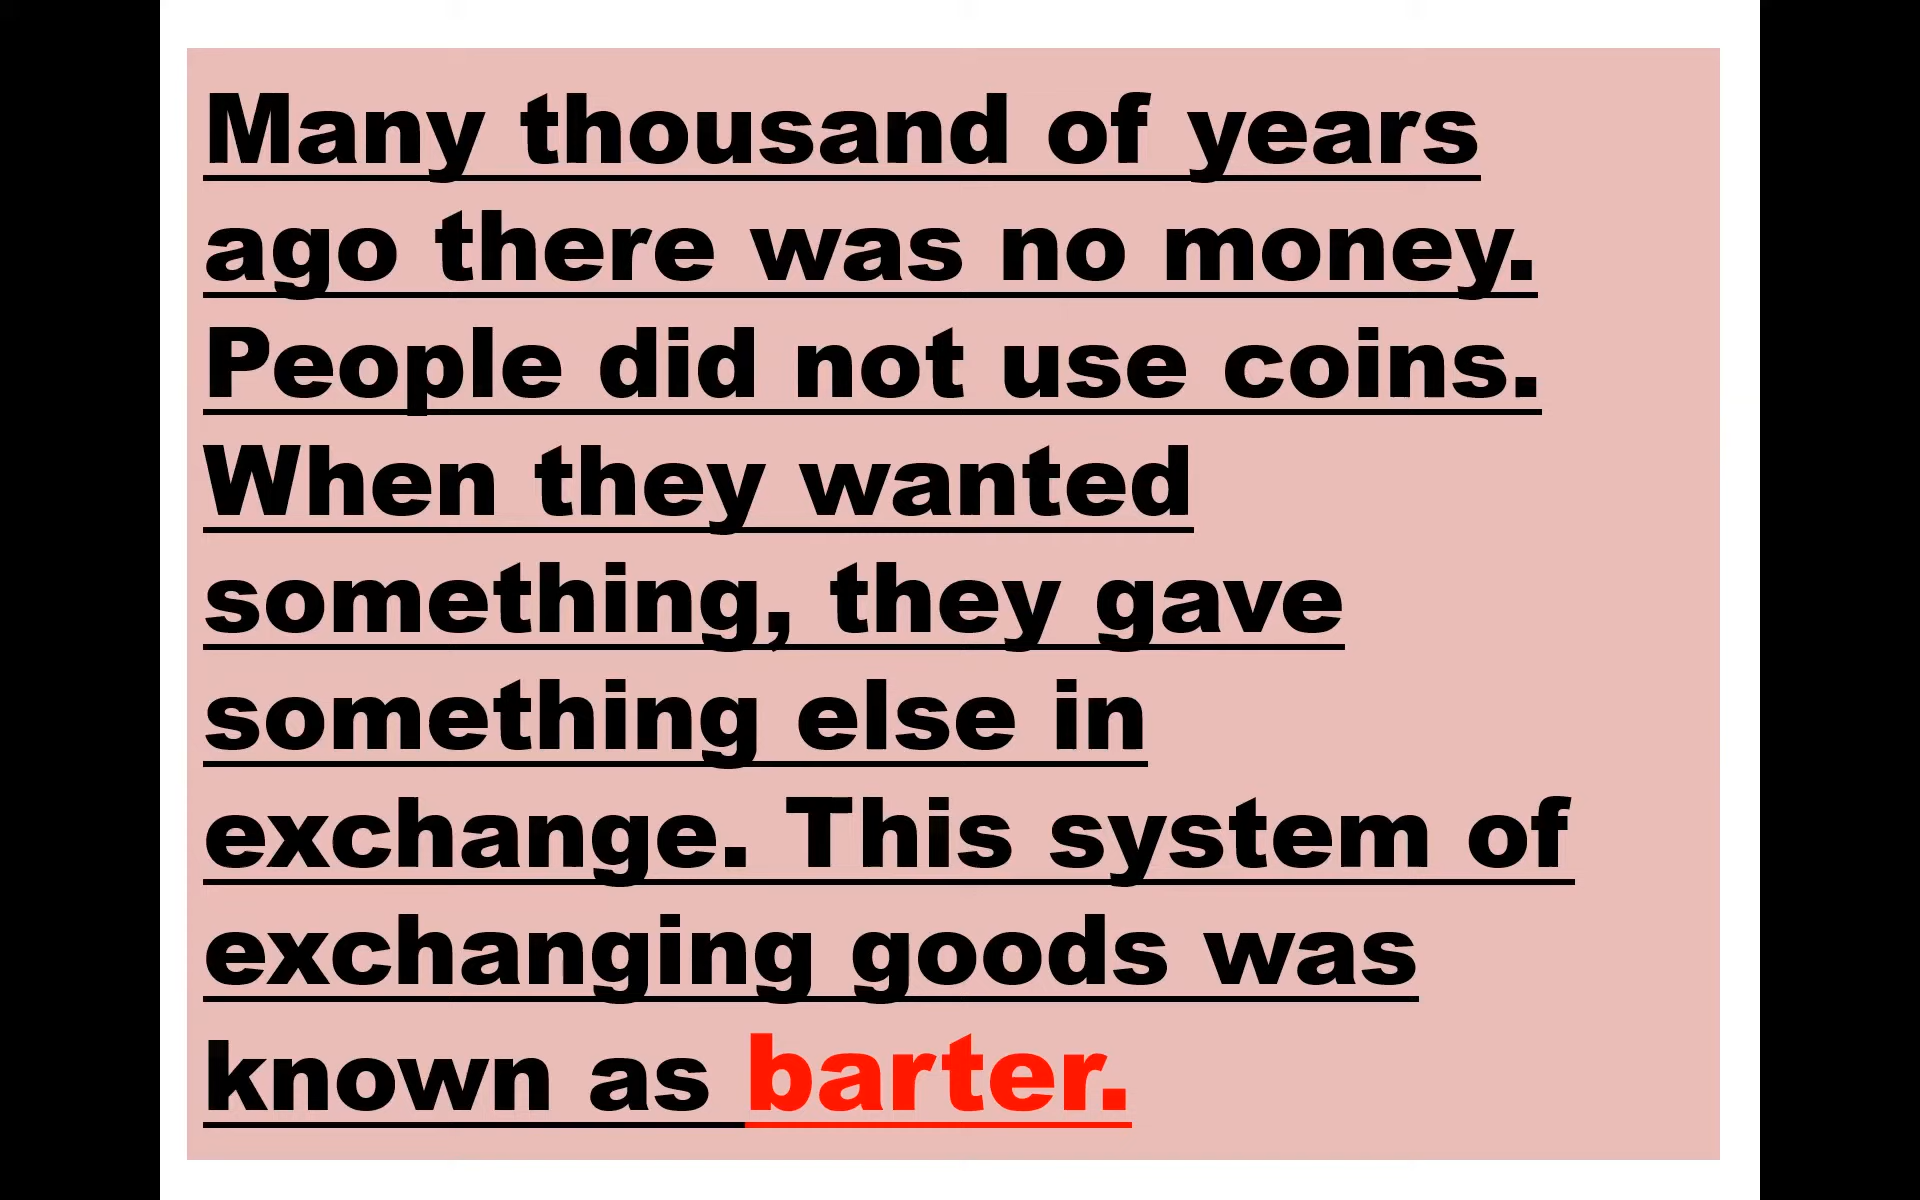 Many thousand of years
ago there was no money.
People did not use coins.
When they wanted
something, they gave
something else in
exchange. This system of
exchanging goods was
known as barter.